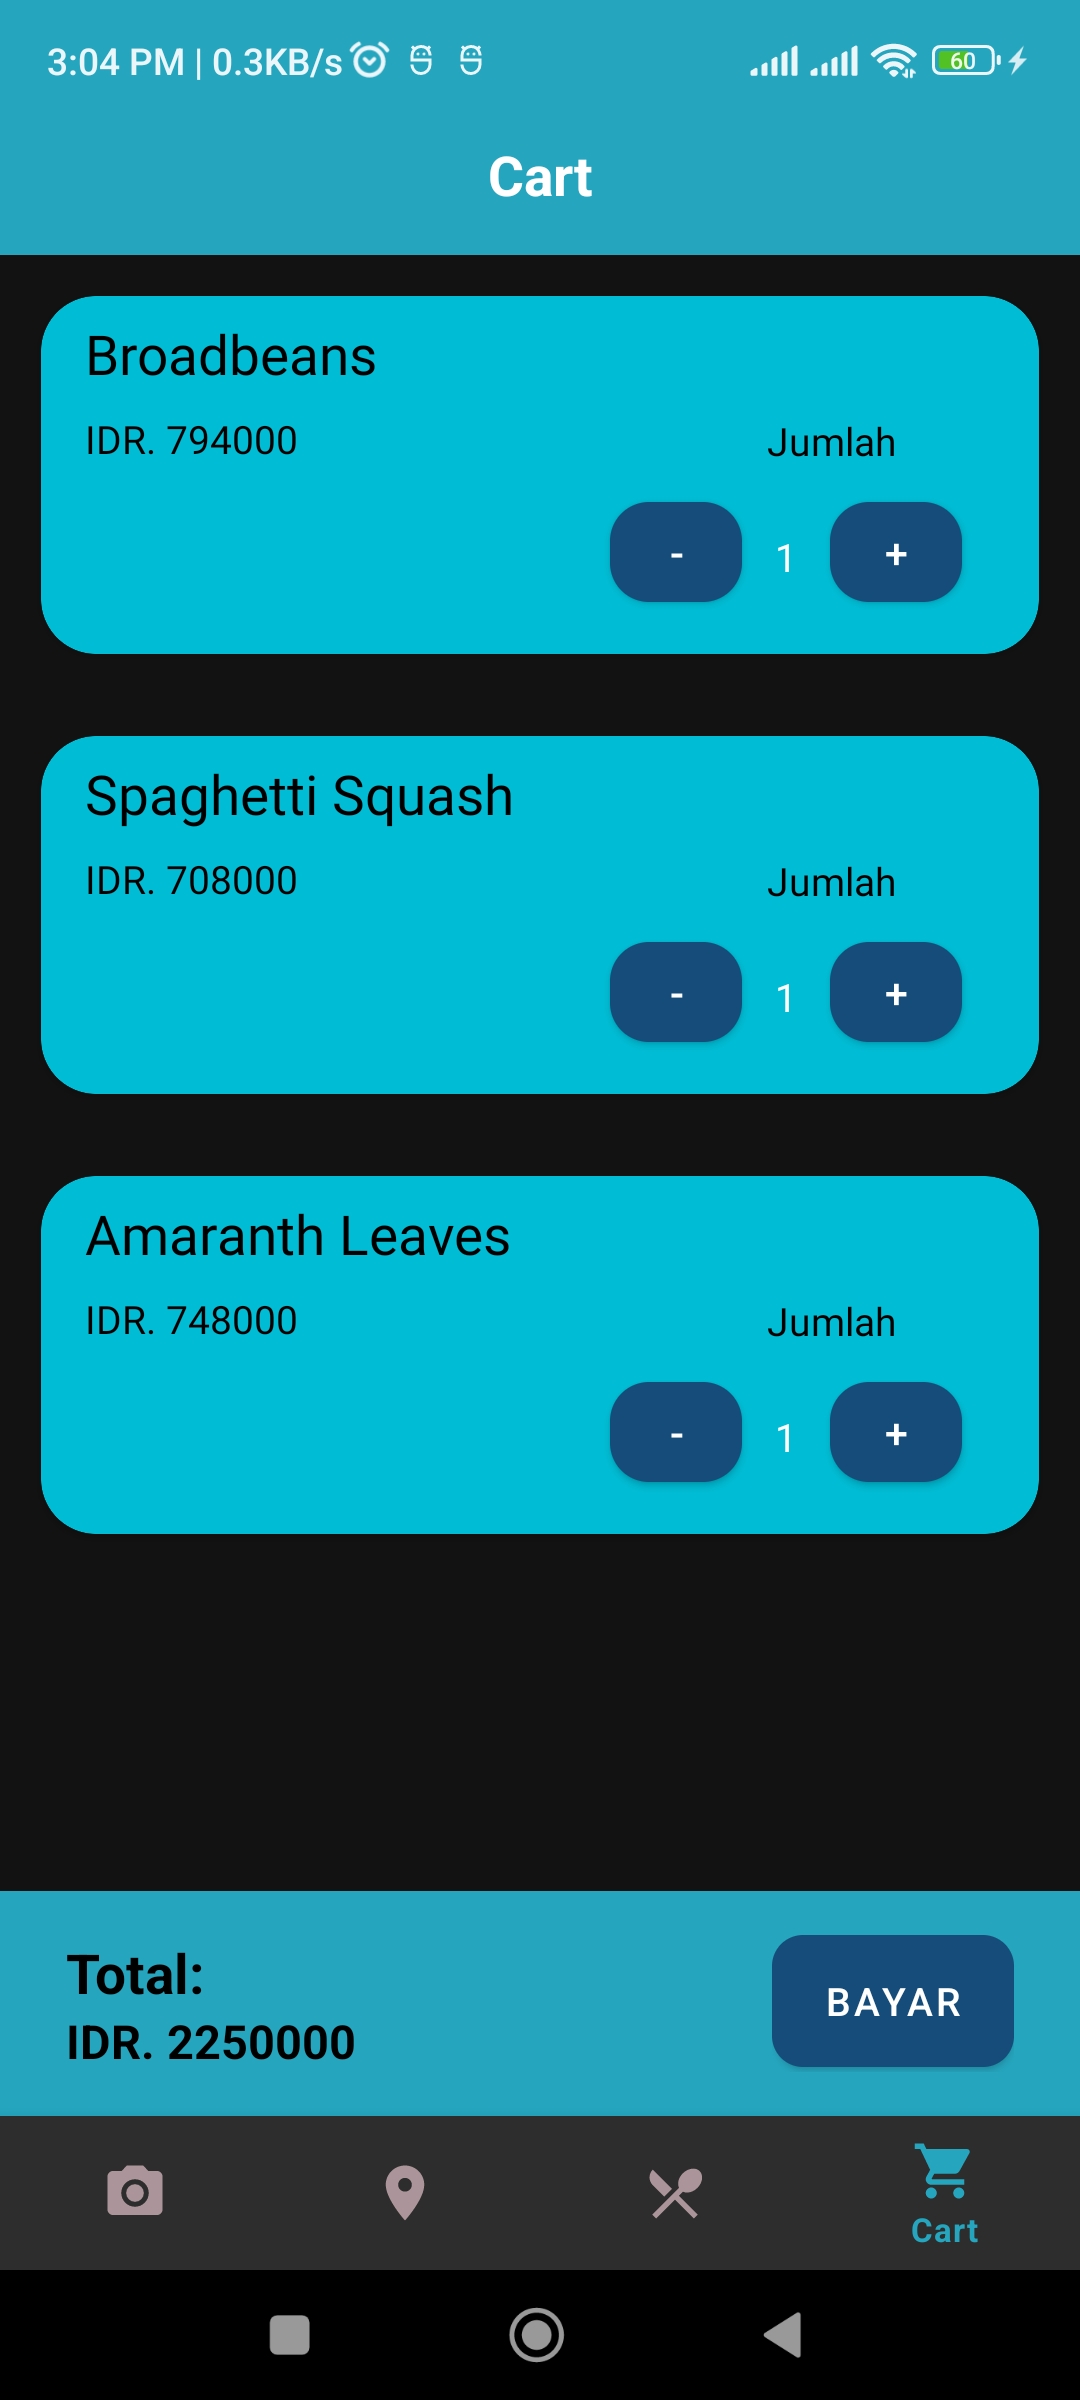 3:04 PM | 0.3KB/s 60
Cart
Broadbeans
IDR. 794000
Jumlah
- 1 +
Spaghetti Squash
IDR. 708000
Jumlah
- 1 +
Amaranth Leaves
IDR. 748000
Jumlah
- 1 +
Total:
IDR. 2250000
BAYAR
Cart